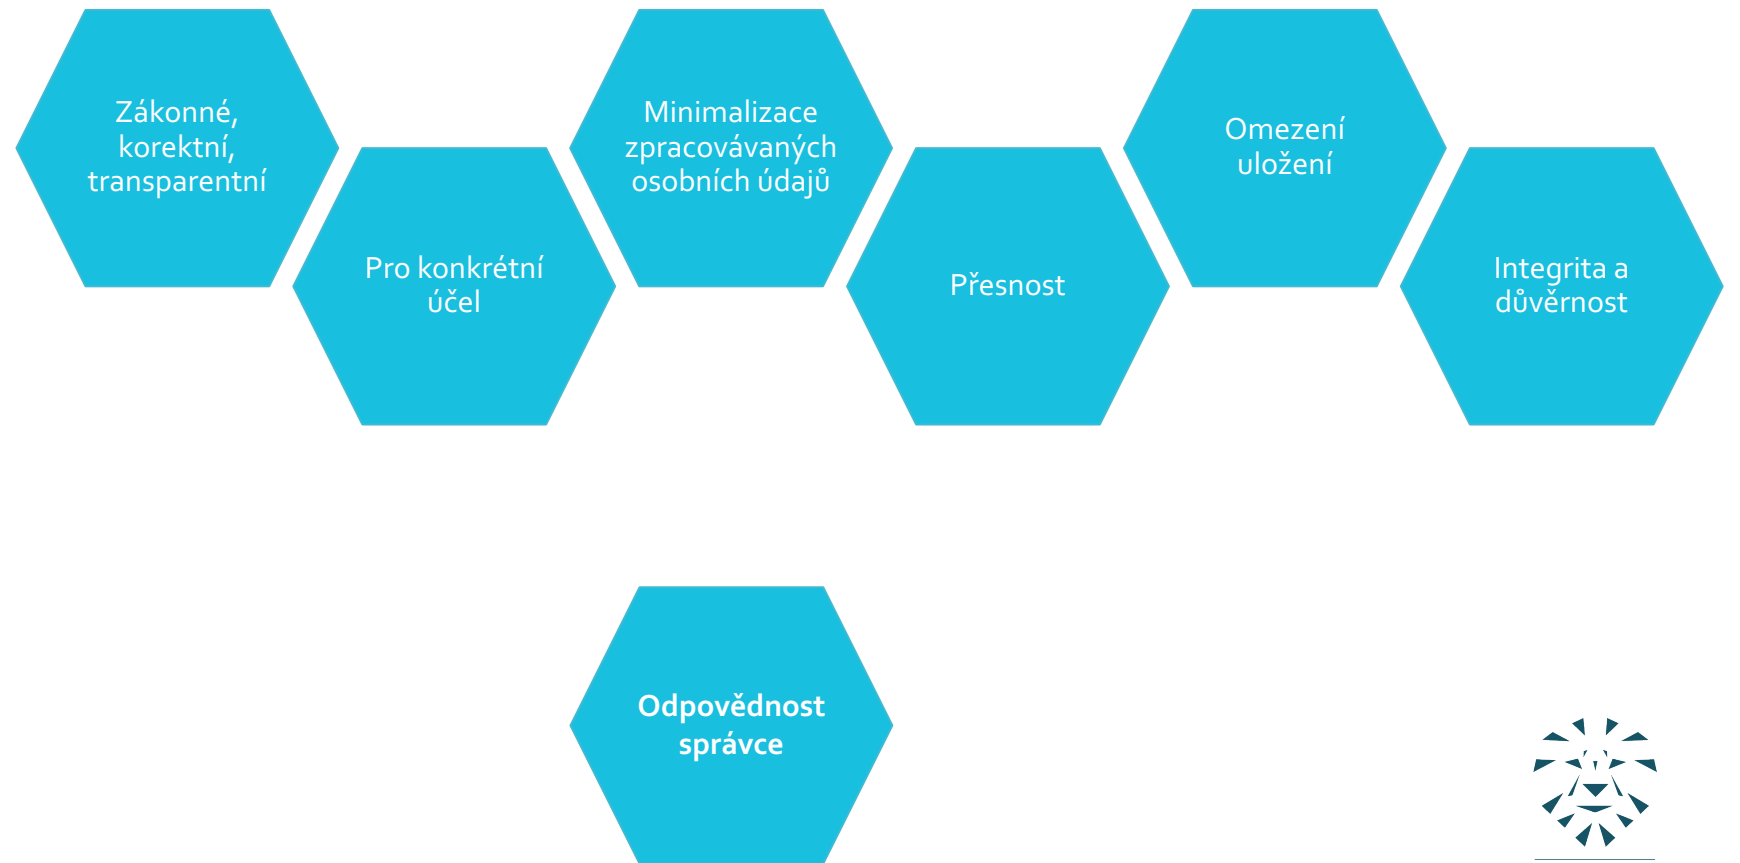 Zákonné,
korektní,
transparentní
Pro konkrétní
účel
Minimalizace
zpracovávaných
osobních údajů
Přesnost
Omezení
uložení
Integrita a
důvěrnost
Odpovědnost
správce